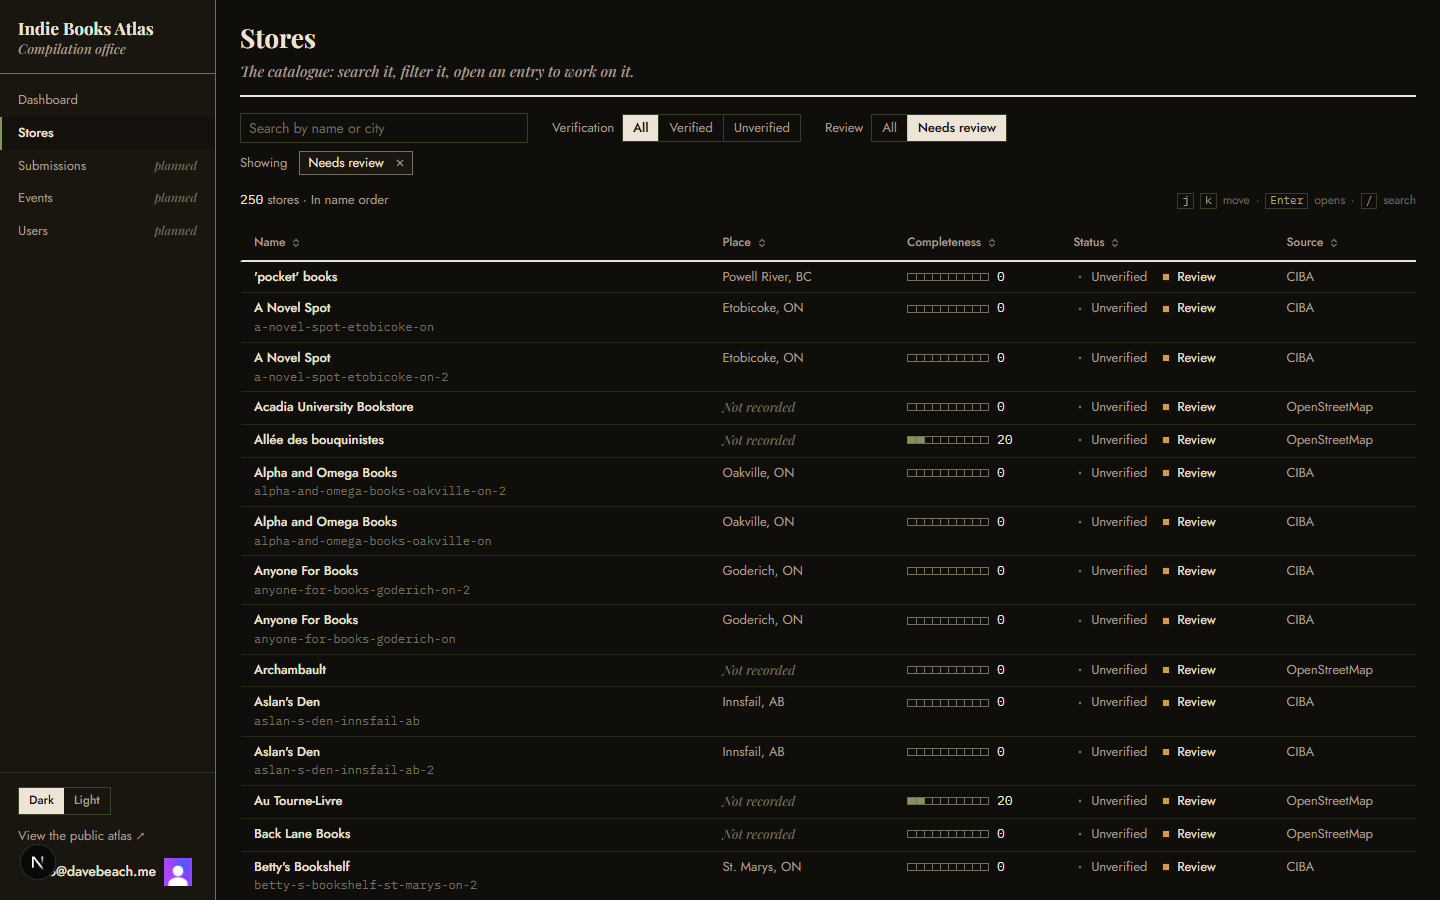 Indie Books Atlas
Compilation office
Dashboard
Stores
Submissions planned
Events planned
Users planned
Dark Light
View the public atlas ↗
N @davebeach.me
Stores
The catalogue: search it, filter it, open an entry to work on it.
Search by name or city Verification All Verified Unverified Review All Needs review
Showing Needs review ×
250 stores · In name order j k move · Enter opens · / search
Name Place Completeness Status Source
'pocket' books Powell River, BC 0 · Unverified Review CIBA
A Novel Spot Etobicoke, ON 0 · Unverified Review CIBA
a-novel-spot-etobicoke-on
A Novel Spot Etobicoke, ON 0 · Unverified Review CIBA
a-novel-spot-etobicoke-on-2
Acadia University Bookstore Not recorded 0 · Unverified Review OpenStreetMap
Allée des bouquinistes Not recorded 20 · Unverified Review OpenStreetMap
Alpha and Omega Books Oakville, ON 0 · Unverified Review CIBA
alpha-and-omega-books-oakville-on-2
Alpha and Omega Books Oakville, ON 0 · Unverified Review CIBA
alpha-and-omega-books-oakville-on
Anyone For Books Goderich, ON 0 · Unverified Review CIBA
anyone-for-books-goderich-on-2
Anyone For Books Goderich, ON 0 · Unverified Review CIBA
anyone-for-books-goderich-on
Archambault Not recorded 0 · Unverified Review OpenStreetMap
Aslan's Den Innsfail, AB 0 · Unverified Review CIBA
aslan-s-den-innsfail-ab
Aslan's Den Innsfail, AB 0 · Unverified Review CIBA
aslan-s-den-innsfail-ab-2
Au Tourne-Livre Not recorded 20 · Unverified Review OpenStreetMap
Back Lane Books Not recorded 0 · Unverified Review OpenStreetMap
Betty's Bookshelf St. Marys, ON 0 · Unverified Review CIBA
betty-s-bookshelf-st-marys-on-2